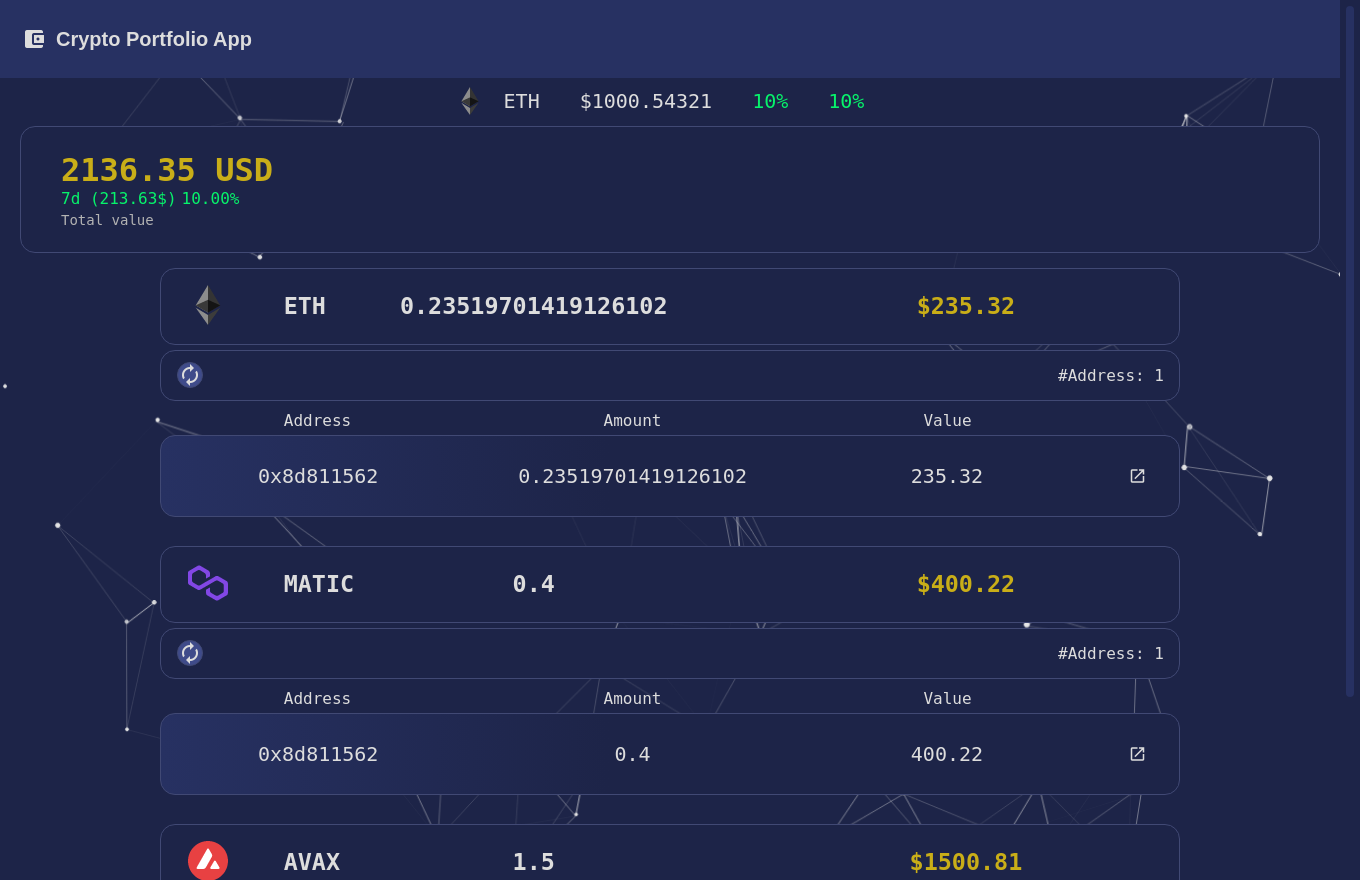 Crypto Portfolio App
ETH $1000.54321 10% 10%
2136.35 USD
7d (213.63$) 10.00%
Total value
ETH 0.23519701419126102 $235.32
#Address: 1
Address Amount Value
0x8d811562 0.23519701419126102 235.32
MATIC 0.4 $400.22
#Address: 1
Address Amount Value
0x8d811562 0.4 400.22
AVAX 1.5 $1500.81